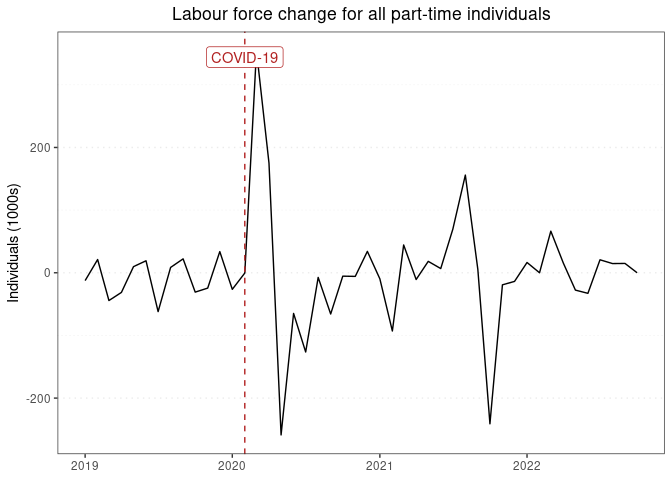 Labour force change for all part-time individuals
COVID-19
200
0
-200
Individuals (1000s)
2019
2020
2021
2022